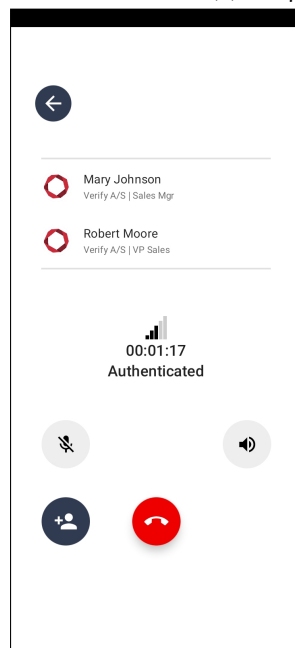 Mary Johnson
Verify A/S | Sales Mgr
Robert Moore
Verify A/S | VP Sales
00:01:17
Authenticated